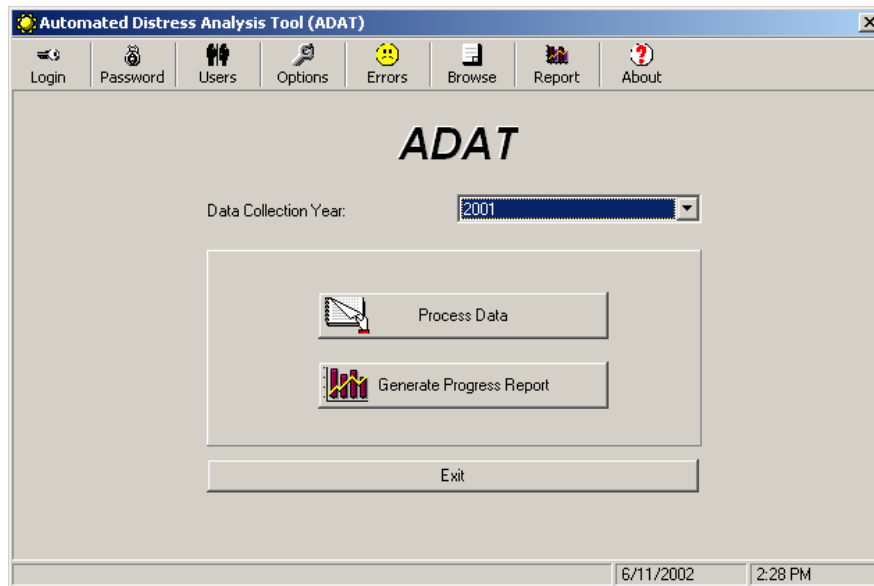 Automated Distress Analysis Tool (ADAT)
Login Password Users Options Errors Browse Report About
ADAT
Data Collection Year: 2001
Process Data
Generate Progress Report
Exit
6/11/2002 2:28 PM